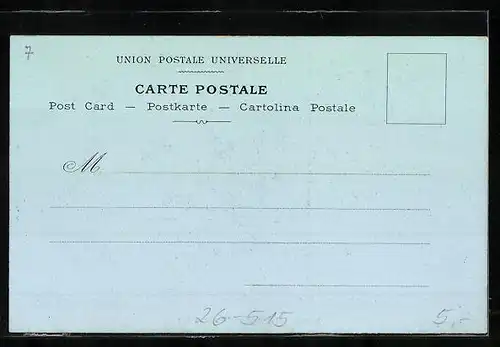 7
UNION POSTALE UNIVERSELLE
CARTE POSTALE
Post Card — Postkarte — Cartolina Postale
M
26-515
5,-